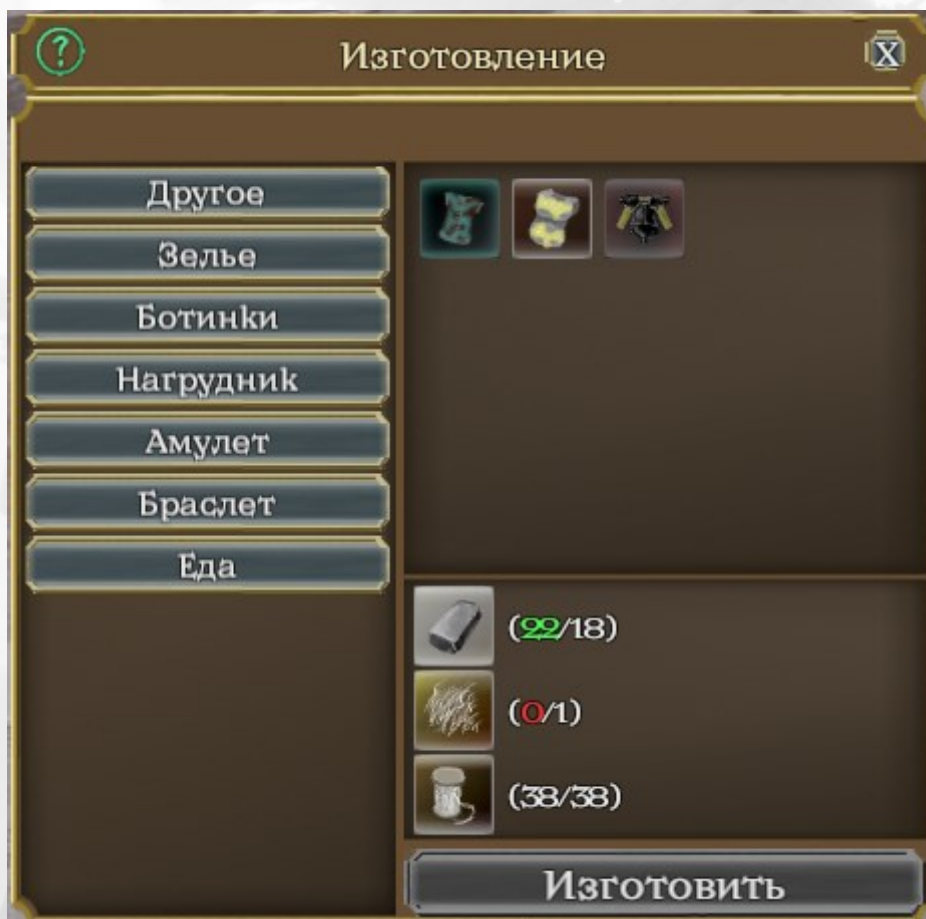 ?
Изготовление
X
Другое
Зелье
Ботинки
Нагрудник
Амулет
Браслет
Еда
(22/18)
(0/1)
(38/38)
Изготовить